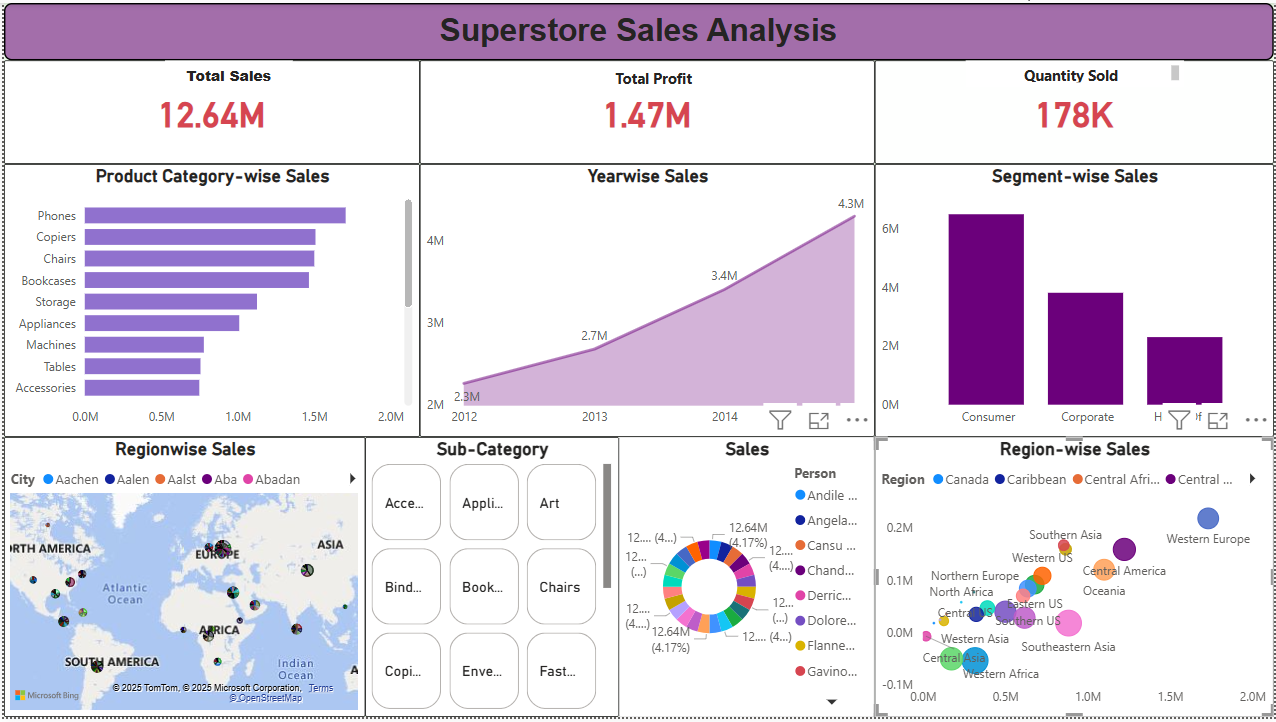 Superstore Sales Analysis
Total Sales
12.64M
Total Profit
1.47M
Quantity Sold
178K
Product Category-wise Sales
Phones
Copiers
Chairs
Bookcases
Storage
Appliances
Machines
Tables
Accessories
0.0M 0.5M 1.0M 1.5M 2.0M
Yearwise Sales
4.3M
4M
3.4M
3M
2.7M
2.3M
2M
2012 2013 2014
Segment-wise Sales
6M
4M
2M
0M
Consumer Corporate
Regionwise Sales
City Aachen Aalen Aalst Aba Abadan
RTH AMERICA
EUROPE
ASIA
Atlantic
Ocean
AFRICA
SOUTH AMERICA
Indian
Ocean
A
Microsoft Bing
© 2025 TomTom, © 2025 Microsoft Corporation, Terms
© OpenStreetMap
Sub-Category
Acce... Appli... Art
Bind... Book... Chairs
Copi... Enve... Fast...
Sales
Person
Andile ...
Angela...
Cansu ...
Chand...
Derric...
Dolore...
Flanne...
Gavino...
12.64M
(4.17%)
12.... (4...)
12....
(...)
12....
(4....)
12.64M
(4.17%)
12....
(4....)
12....
(...)
12.... (4...)
Region-wise Sales
Region Canada Caribbean Central Afri... Central ...
0.2M
0.1M
0.0M
-0.1M
Western Europe
Southern Asia
Western US
Central America
Northern Europe
Oceania
North Africa
Eastern US
Central US
Southern US
Western Asia
Southeastern Asia
Central Asia
Western Africa
0.0M 0.5M 1.0M 1.5M 2.0M